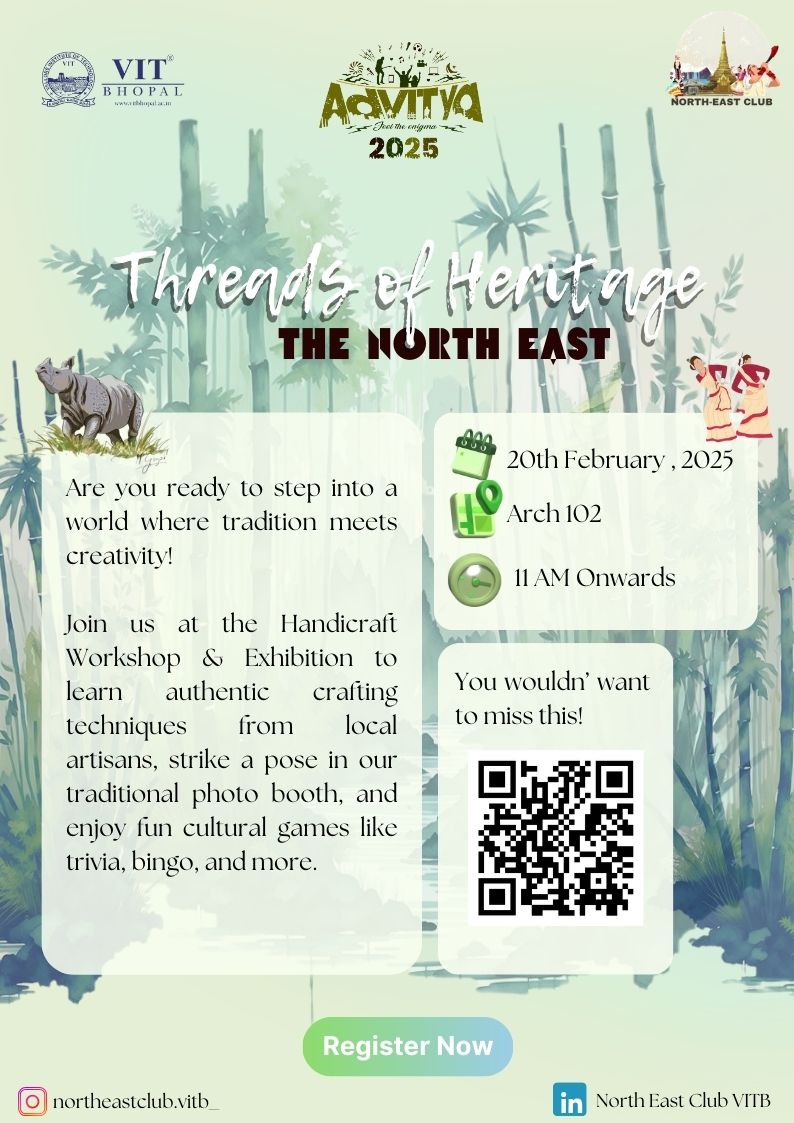 VIT®
BHOPAL
www.vitbhopal.ac.in
AdVITYa
Feel the enigma
2025
NORTH-EAST CLUB
Threads of Heritage
THE NORTH EAST
Are you ready to step into a
world where tradition meets
creativity!
Join us at the Handicraft
Workshop & Exhibition to
learn authentic crafting
techniques from local
artisans, strike a pose in our
traditional photo booth, and
enjoy fun cultural games like
trivia, bingo, and more.
20th February , 2025
Arch 102
11 AM Onwards
You wouldn’ want
to miss this!
Register Now
northeastclub.vitb_
in
North East Club VITB